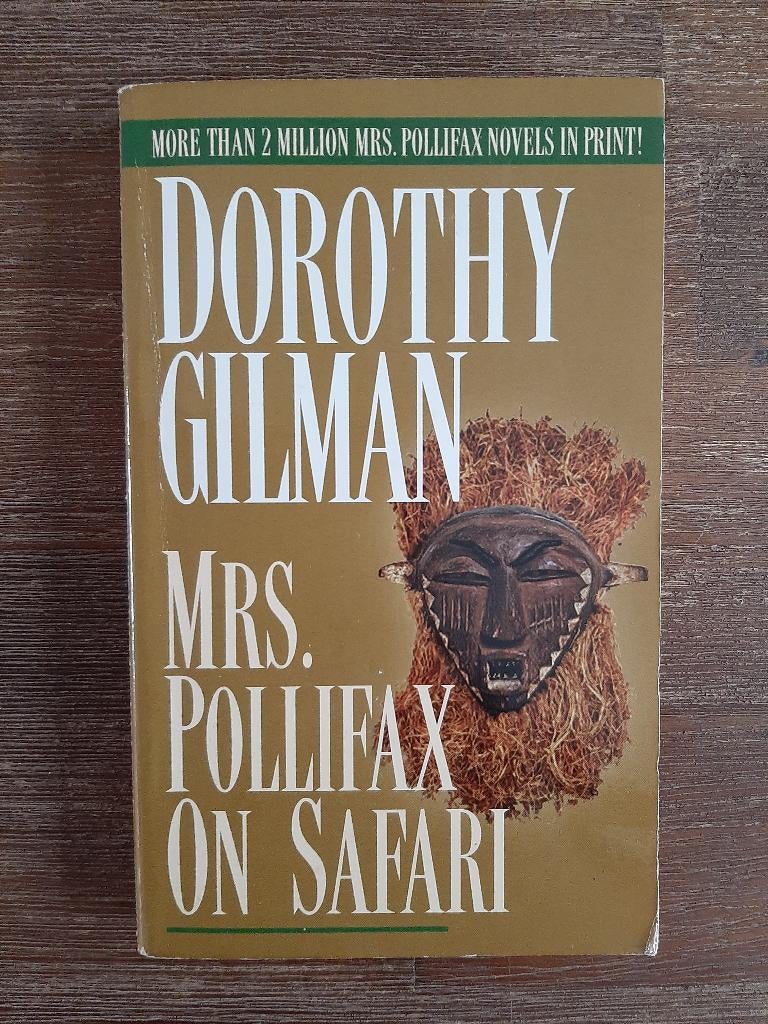 MORE THAN 2 MILLION MRS. POLLIFAX NOVELS IN PRINT!
DOROTHY
GILMAN
MRS.
POLLIFAX
ON SAFARI